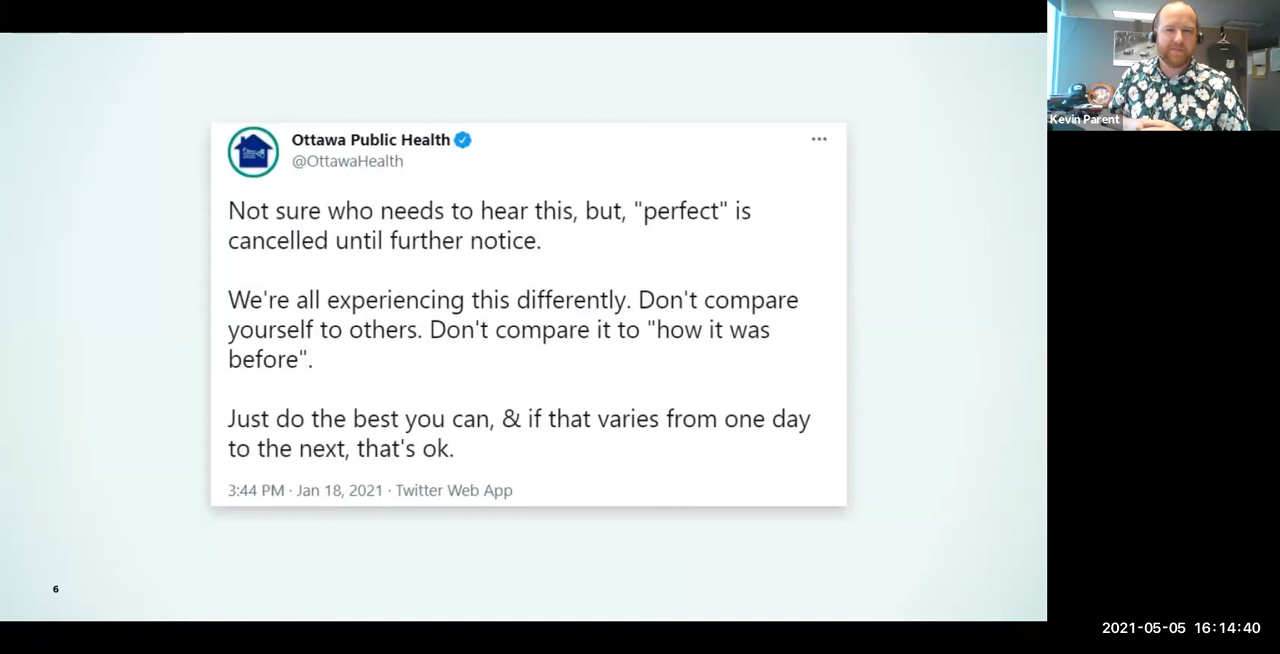 Ottawa Public Health
@OttawaHealth
Not sure who needs to hear this, but, "perfect" is
cancelled until further notice.
We're all experiencing this differently. Don't compare
yourself to others. Don't compare it to "how it was
before".
Just do the best you can, & if that varies from one day
to the next, that's ok.
3:44 PM · Jan 18, 2021 · Twitter Web App
6
Kevin Parent
2021-05-05 16:14:40